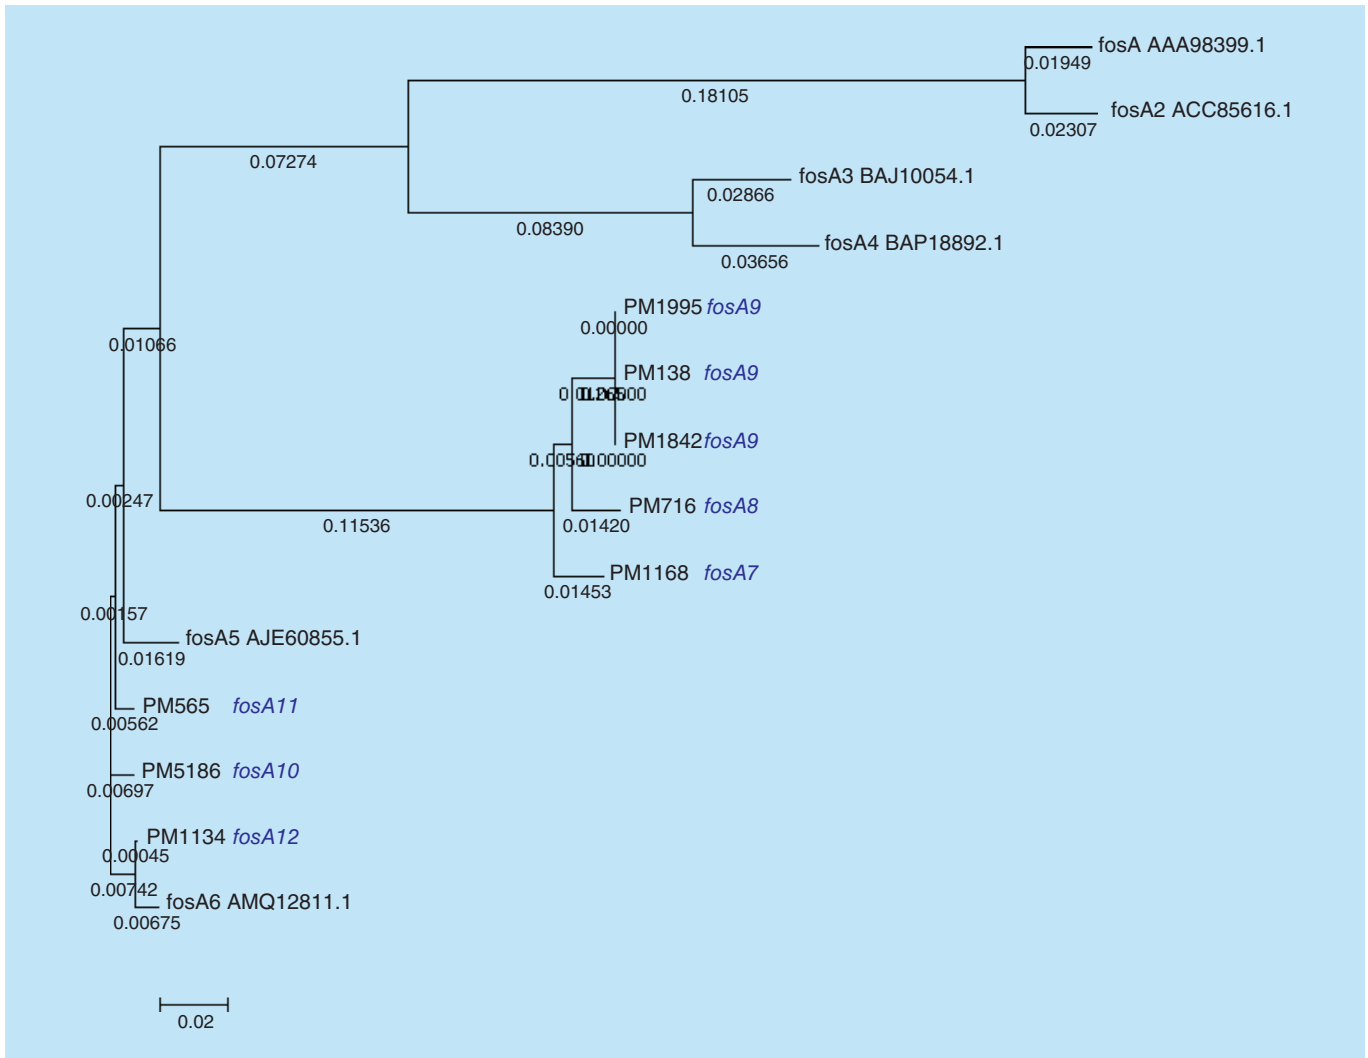 fosA AAA98399.1
0.01949
0.18105
fosA2 ACC85616.1
0.02307
0.07274
fosA3 BAJ10054.1
0.02866
0.08390
fosA4 BAP18892.1
0.03656
PM1995 fosA9
0.00000
0.01066
PM138 fosA9
PM1842 fosA9
0.00247
PM716 fosA8
0.11536
0.01420
PM1168 fosA7
0.01453
0.00157
fosA5 AJE60855.1
0.01619
PM565 fosA11
0.00562
PM5186 fosA10
0.00697
PM1134 fosA12
0.00045
0.00742
fosA6 AMQ12811.1
0.00675
0.02